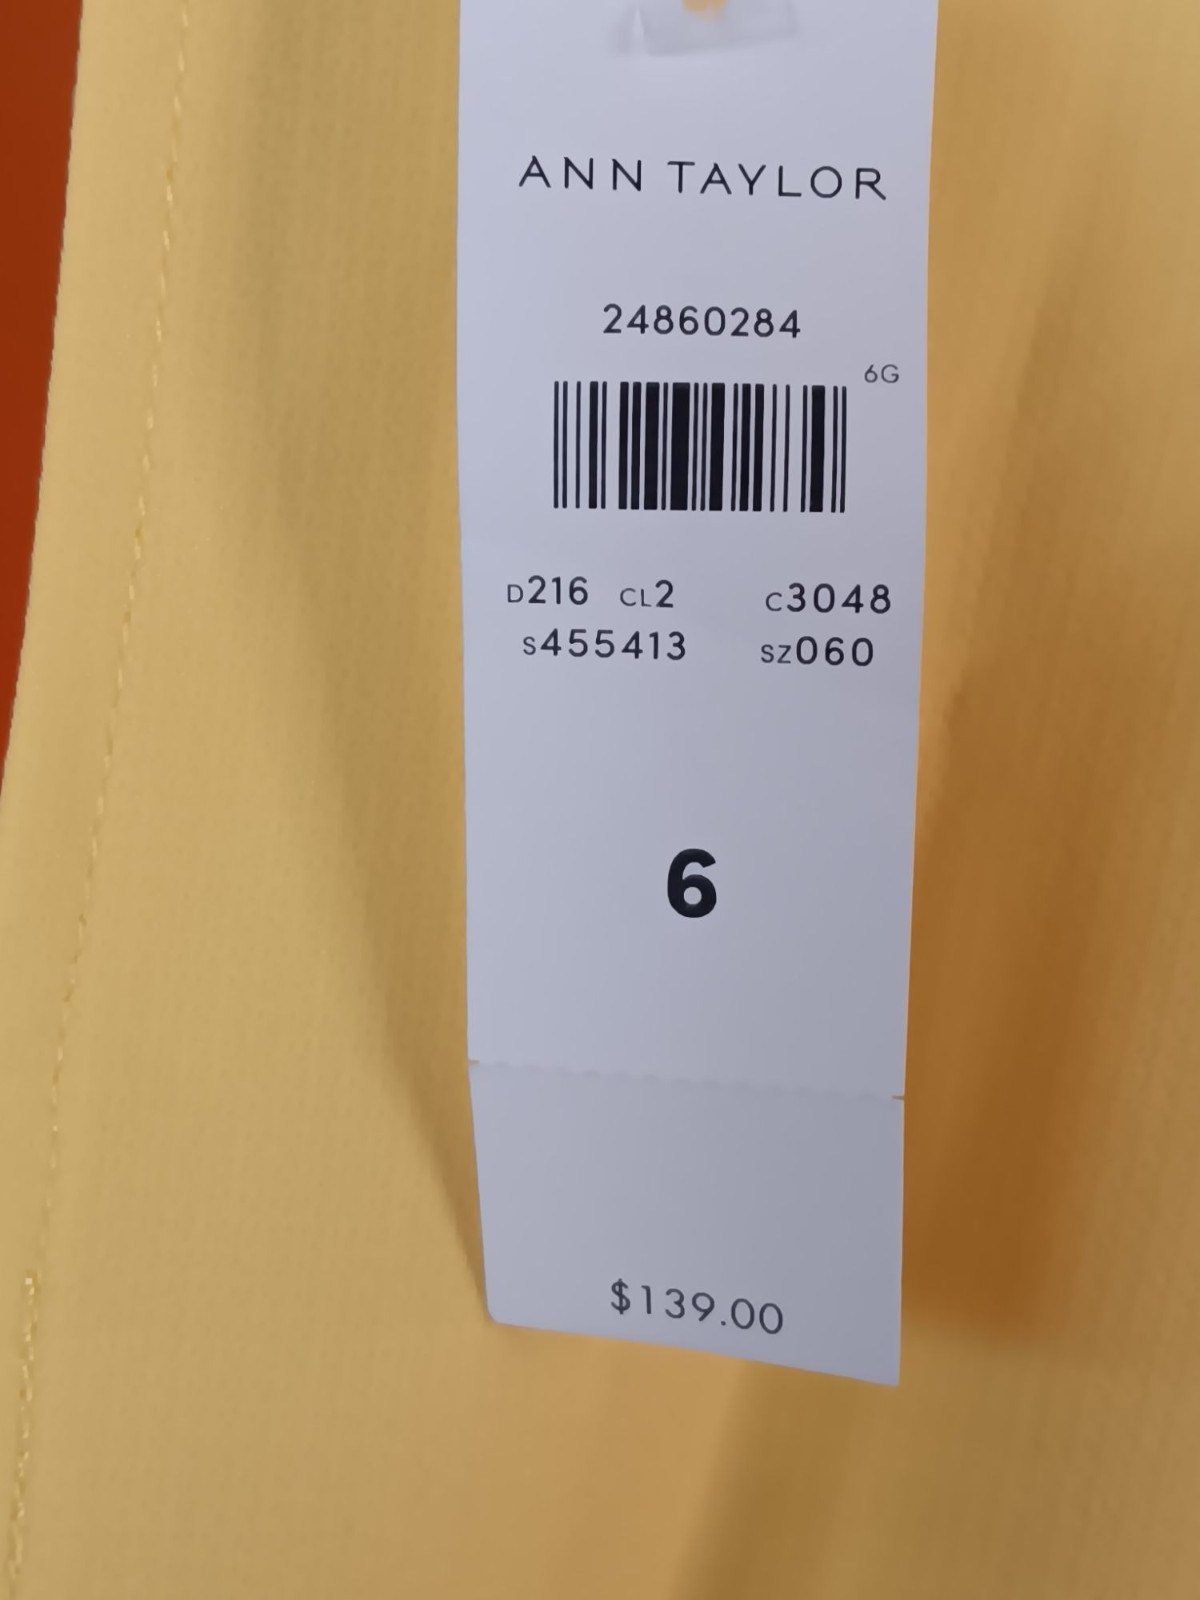 ANN TAYLOR
24860284
6G
D216 CL2 C3048
S455413 SZ060
6
$139.00